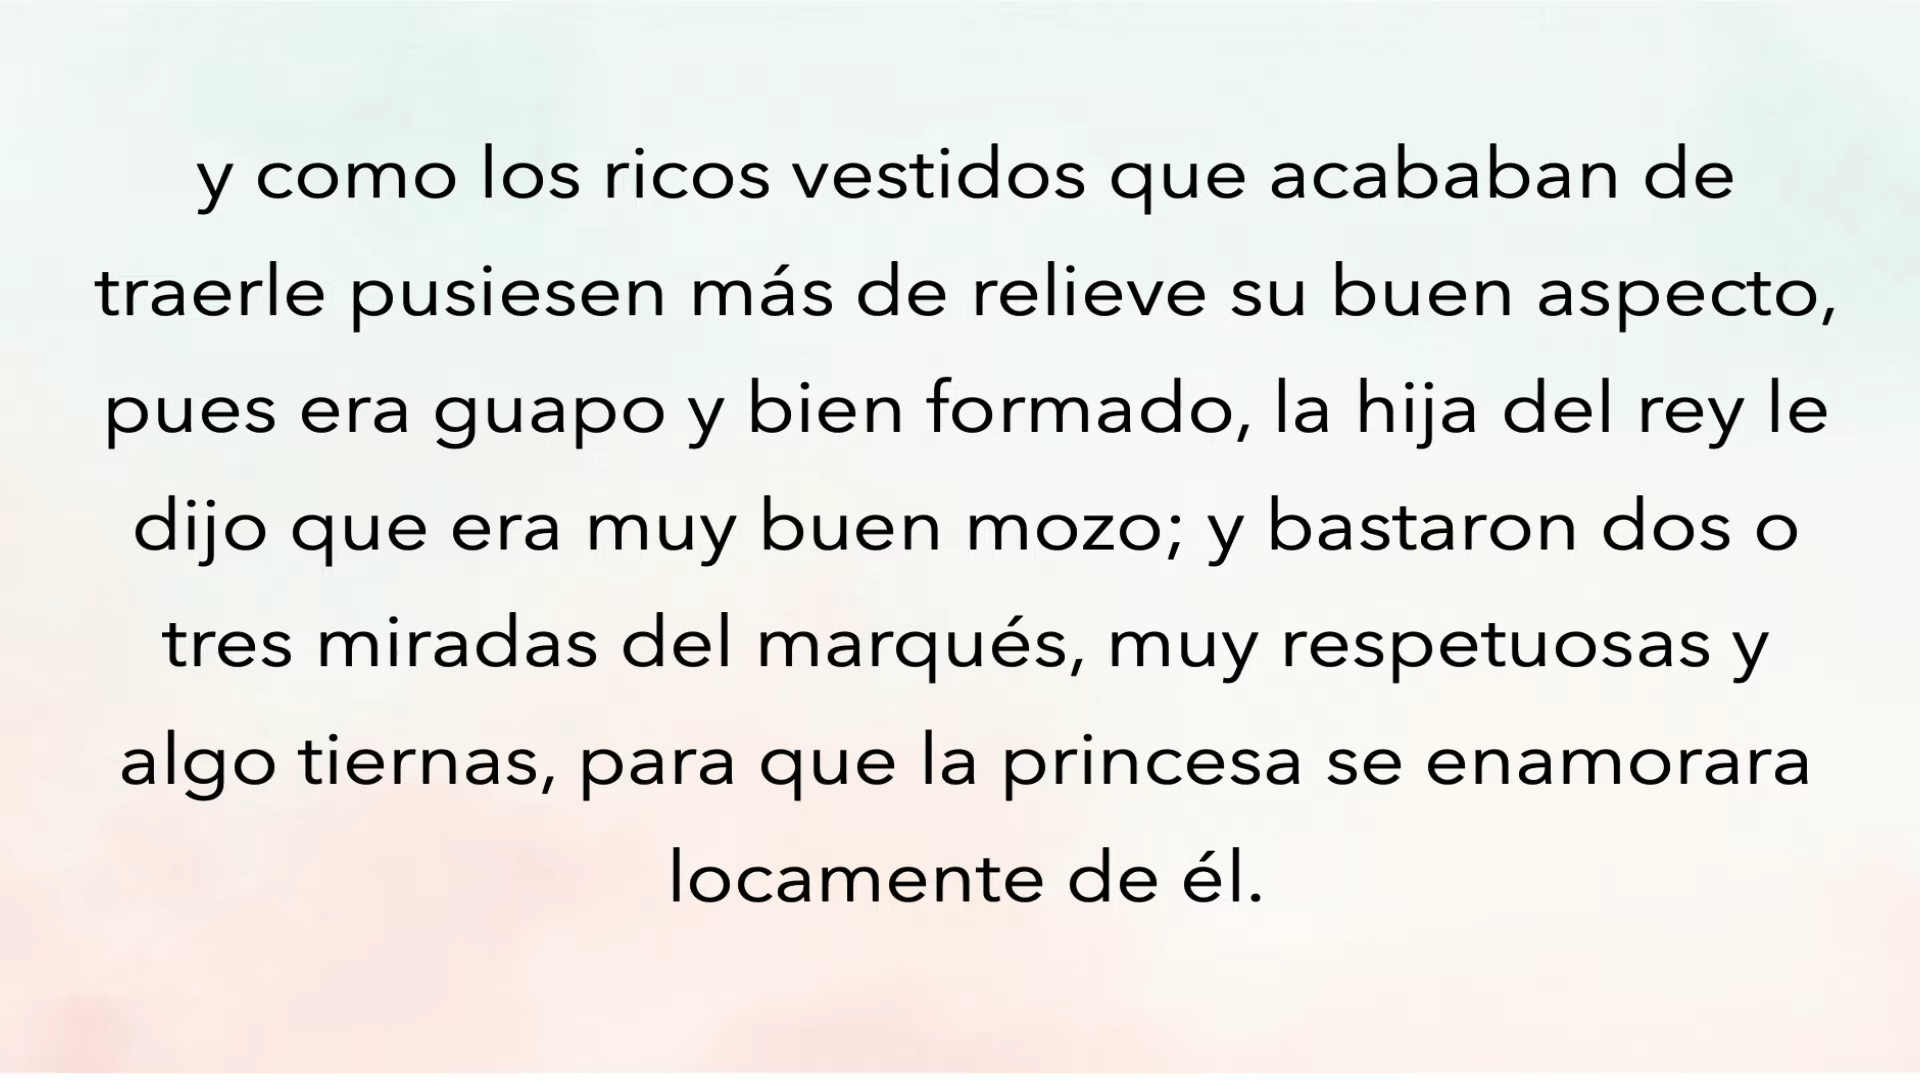 y como los ricos vestidos que acababan de
traerle pusiesen más de relieve su buen aspecto,
pues era guapo y bien formado, la hija del rey le
dijo que era muy buen mozo; y bastaron dos o
tres miradas del marqués, muy respetuosas y
algo tiernas, para que la princesa se enamorara
locamente de él.